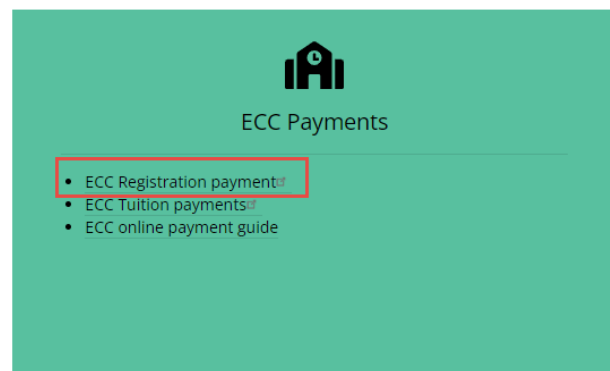 ECC Payments
ECC Registration payment
ECC Tuition payments
ECC online payment guide